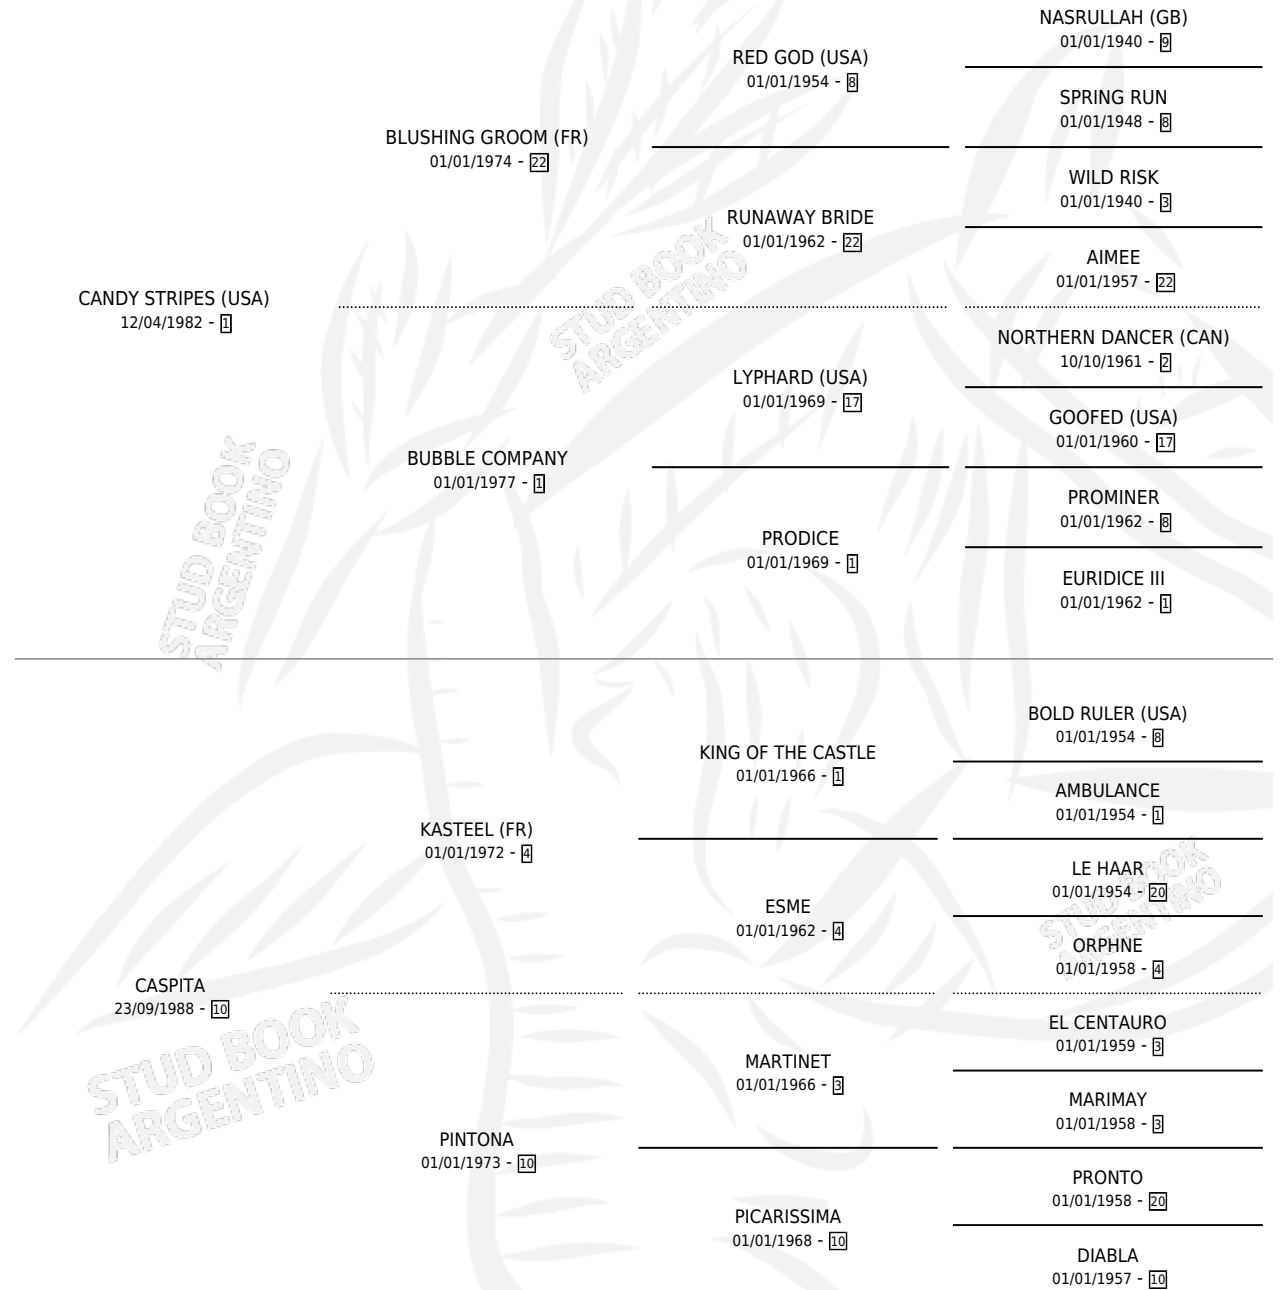 NASRULLAH (GB)
01/01/1940 - 9
RED GOD (USA)
01/01/1954 - 8
SPRING RUN
01/01/1948 - 8
BLUSHING GROOM (FR)
01/01/1974 - 22
WILD RISK
01/01/1940 - 3
RUNAWAY BRIDE
01/01/1962 - 22
AIMEE
01/01/1957 - 22
CANDY STRIPES (USA)
12/04/1982 - 1
NORTHERN DANCER (CAN)
10/10/1961 - 2
LYPHARD (USA)
01/01/1969 - 17
GOOFED (USA)
01/01/1960 - 17
BUBBLE COMPANY
01/01/1977 - 1
PROMINER
01/01/1962 - 8
PRODICE
01/01/1969 - 1
EURIDICE III
01/01/1962 - 1
STUD BOOK
ARGENTINO
STUD BOOK
ARGENTINO
BOLD RULER (USA)
01/01/1954 - 8
KING OF THE CASTLE
01/01/1966 - 1
AMBULANCE
01/01/1954 - 1
KASTEEL (FR)
01/01/1972 - 4
LE HAAR
01/01/1954 - 20
ESME
01/01/1962 - 4
ORPHNE
01/01/1958 - 4
CASPITA
23/09/1988 - 10
EL CENTAURO
01/01/1959 - 3
MARTINET
01/01/1966 - 3
MARIMAY
01/01/1958 - 3
PINTONA
01/01/1973 - 10
PRONTO
01/01/1958 - 20
PICARISSIMA
01/01/1968 - 10
DIABLA
01/01/1957 - 10
STUD BOOK
ARGENTINO
STUD BOOK
ARGENTINO